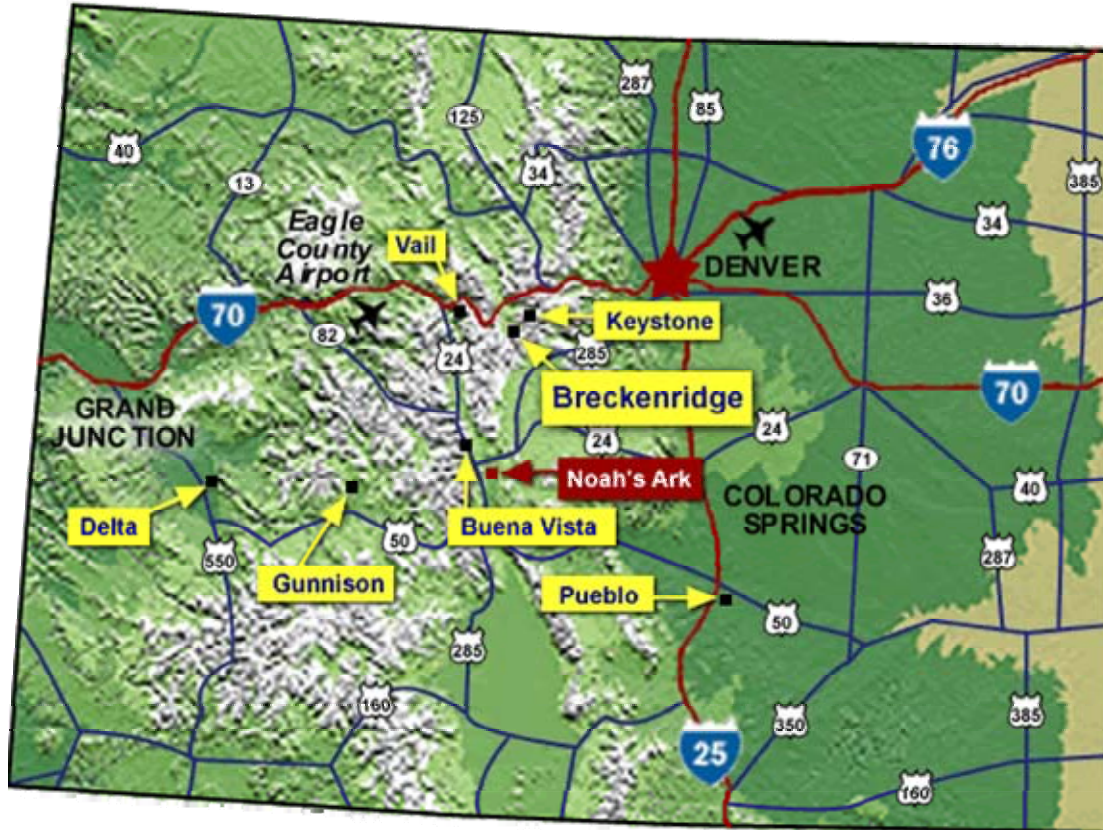 287
85
125
76
40
34
385
13
Eagle
County
Airport
Vail
34
DENVER
70
36
Keystone
82
24
285
Breckenridge
70
GRAND
JUNCTION
24
24
71
Noah's Ark
COLORADO
SPRINGS
40
Delta
Buena Vista
50
550
287
Gunnison
Pueblo
50
285
160
385
350
25
160